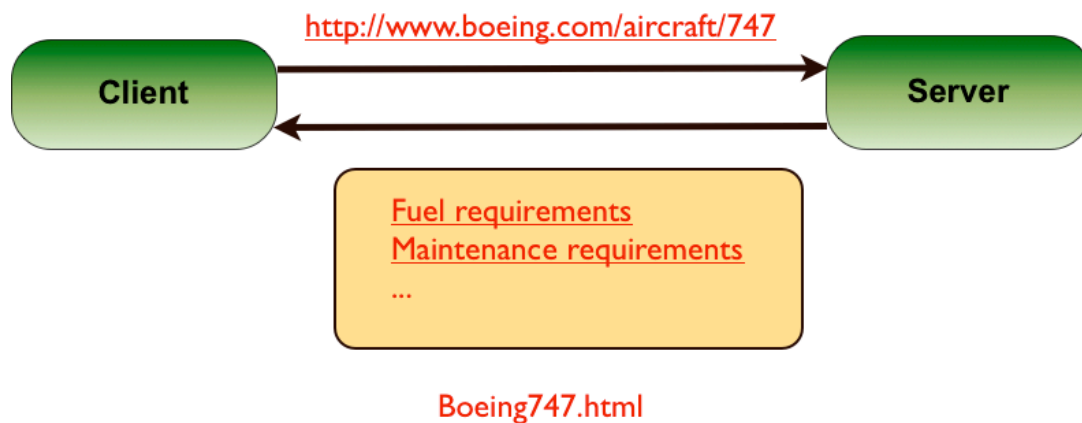 http://www.boeing.com/aircraft/747
Client
Server
Fuel requirements
Maintenance requirements
...
Boeing747.html